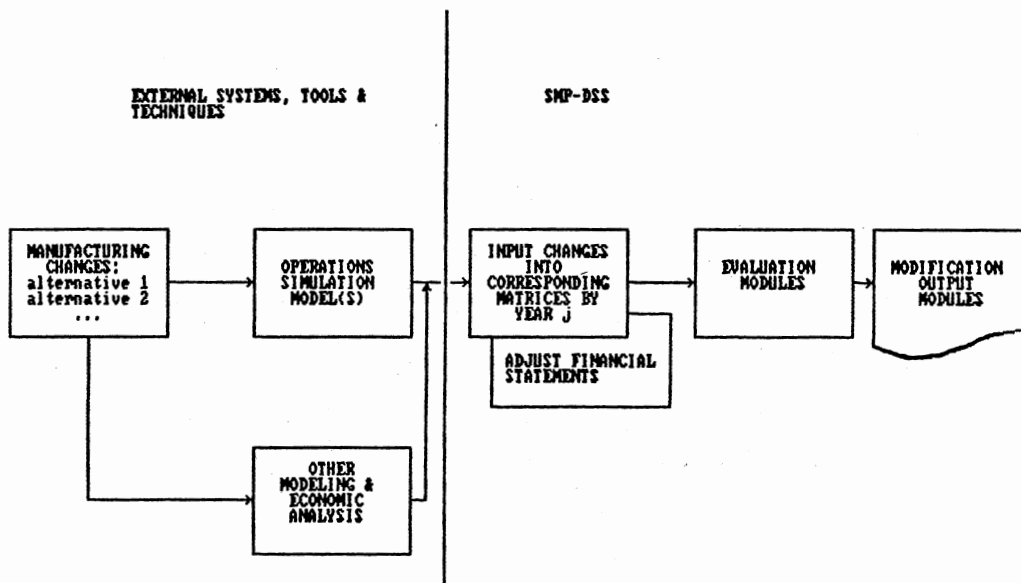 EXTERNAL SYSTEMS, TOOLS &
TECHNIQUES
SMP-DSS
MANUFACTURING
CHANGES:
alternative 1
alternative 2
...
OPERATIONS
SIMULATION
MODEL(S)
INPUT CHANGES
INTO
CORRESPONDING
MATRICES BY
YEAR j
EVALUATION
MODULES
MODIFICATION
OUTPUT
MODULES
ADJUST FINANCIAL
STATEMENTS
OTHER
MODELING &
ECONOMIC
ANALYSIS